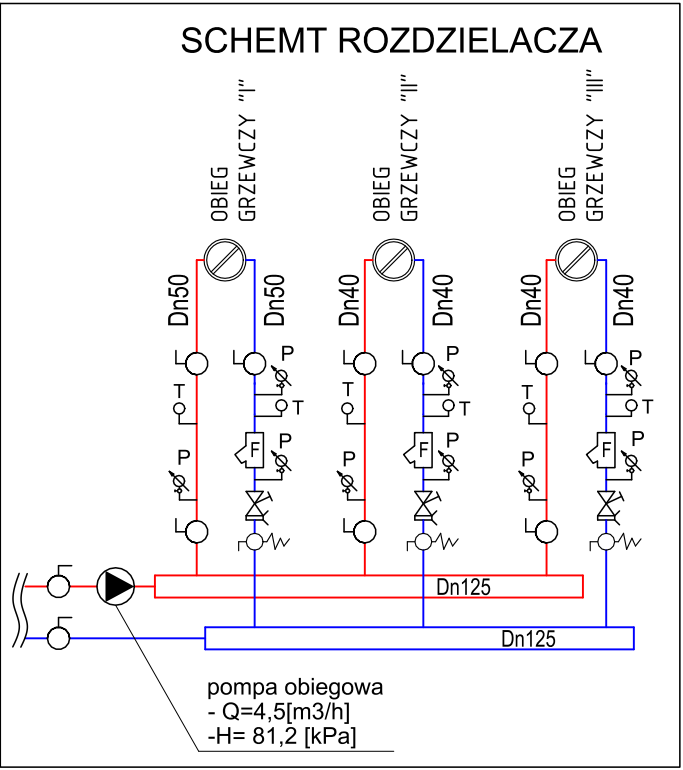 SCHEMT ROZDZIELACZA
OBIEG
GRZEWCZY "I"
OBIEG
GRZEWCZY "II"
OBIEG
GRZEWCZY "III"
Dn50
Dn50
Dn40
Dn40
Dn40
Dn40
P
P
P
T
T
T
T
T
T
F
F
F
P
P
P
P
P
P
Dn125
Dn125
pompa obiegowa
- Q=4,5[m3/h]
-H= 81,2 [kPa]